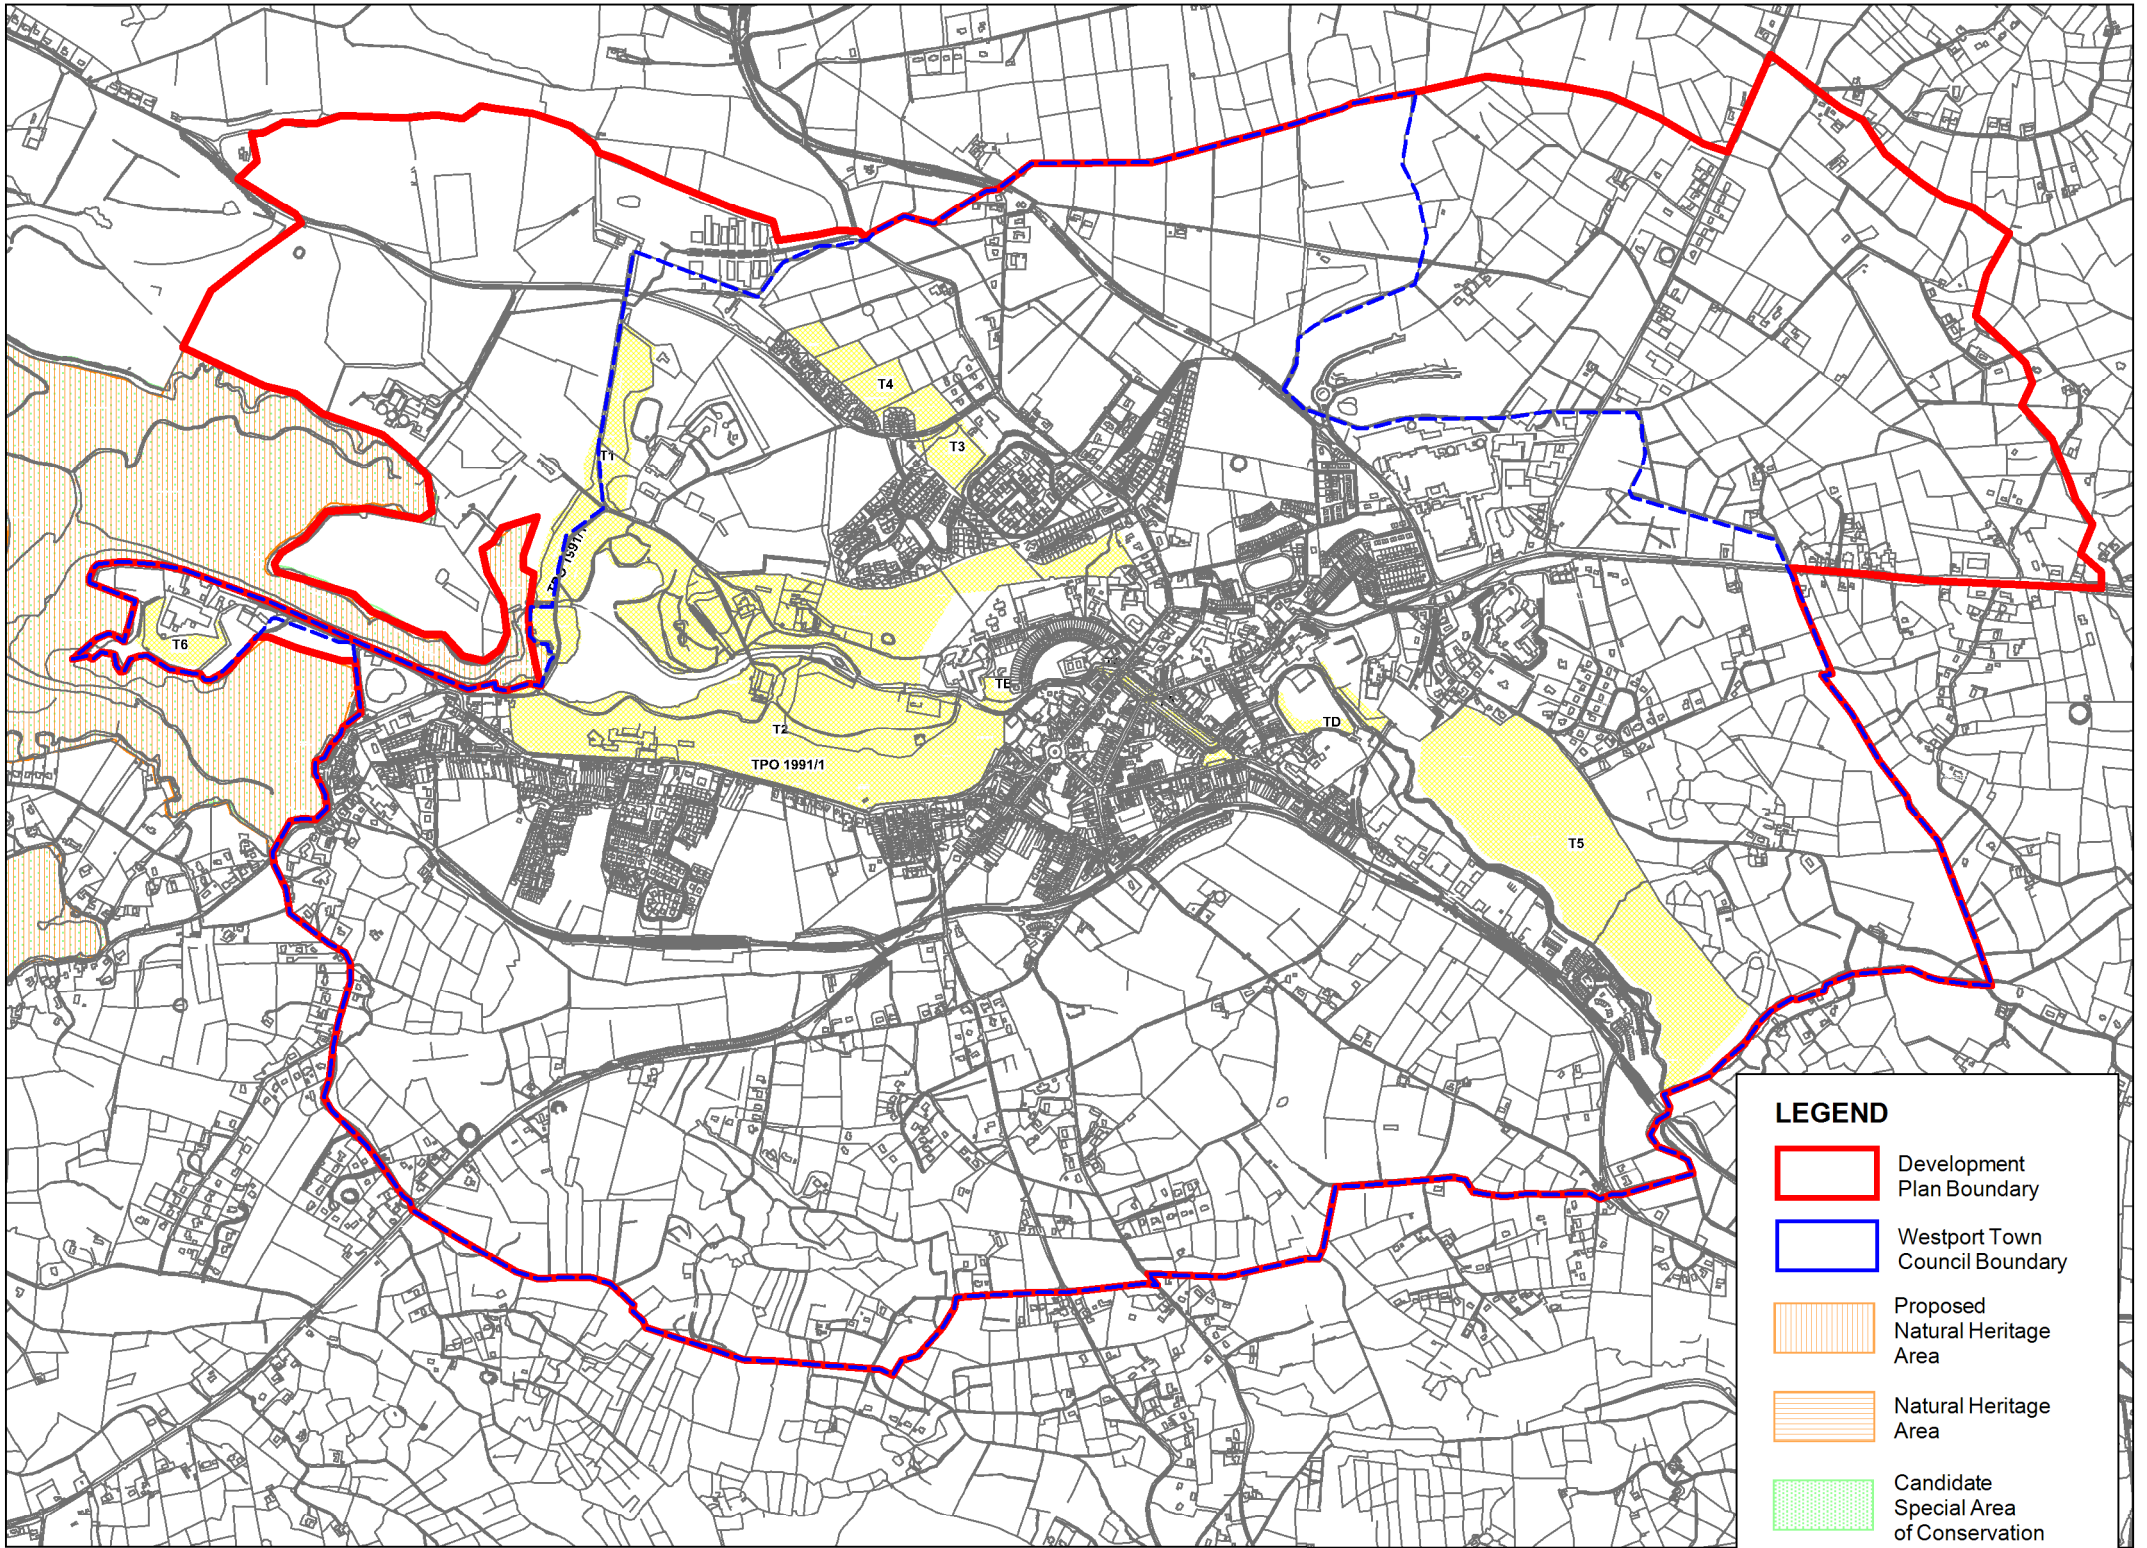 T4
T3
T1
TPO 1991/1
T6
TE
T2
TD
TPO 1991/1
T5
LEGEND
Development
Plan Boundary
Westport Town
Council Boundary
Proposed
Natural Heritage
Area
Natural Heritage
Area
Candidate
Special Area
of Conservation